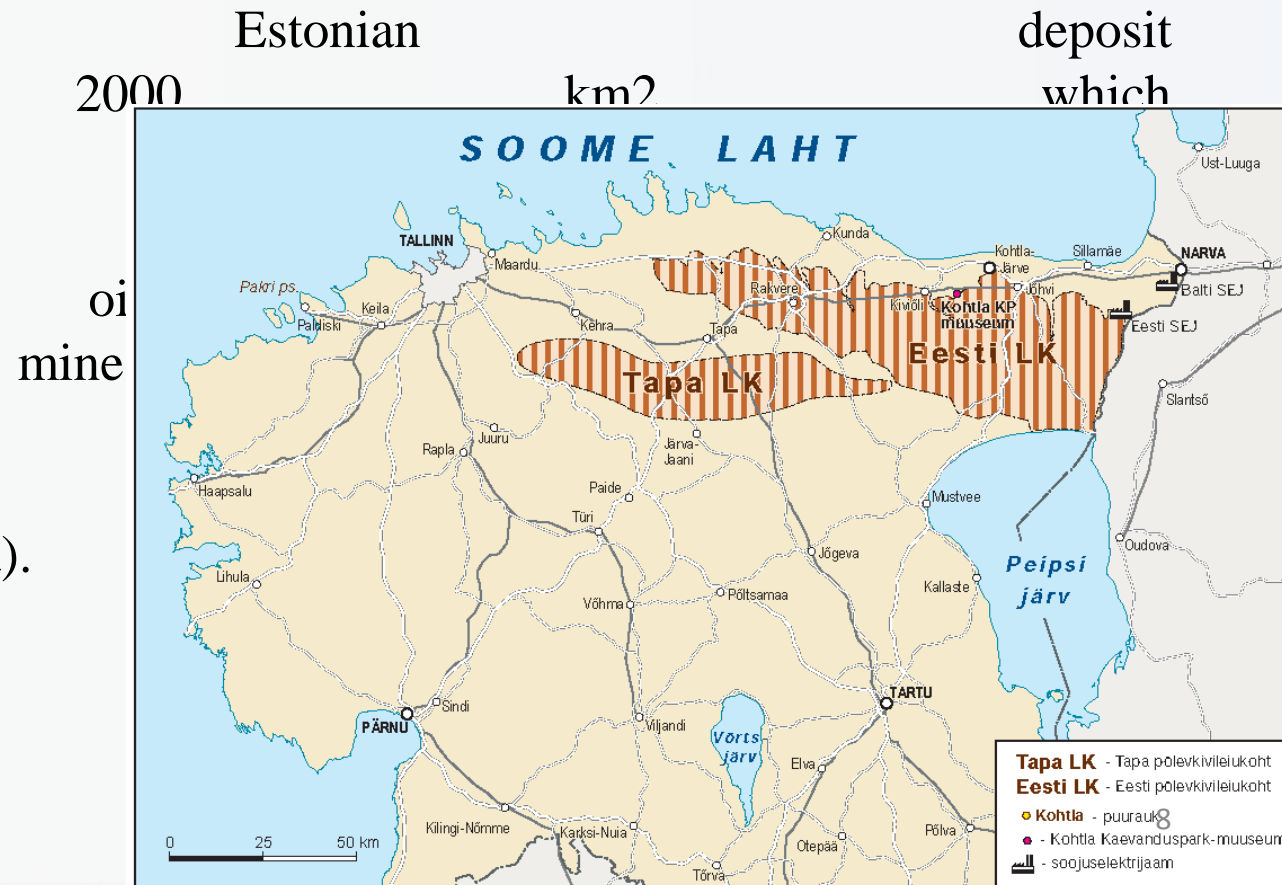 Estonian deposit
2000 km2 which
oi
mine
).
SOOME LAHT
Ust-Luuga
Kunda
TALLINN
Maardu
Kohtla-
Järve
Sillamäe
NARVA
Pakri ps.
Paldiski
Keila
Kehra
Rakvere
Kiviõli
Jõhvi
Balti SEJ
Kohtla KP
muuseum
Eesti SEJ
Tapa
Eesti LK
Tapa LK
Slantsõ
Juuru
Rapla
Järva-
Jaani
Haapsalu
Paide
Mustvee
Türi
Jõgeva
Oudova
Peipsi
järv
Lihula
Võhma
Põltsamaa
Kallaste
Sindi
PÄRNU
Viljandi
TARTU
Võrts
järv
Elva
Kilingi-Nõmme
Karksi-Nuia
Otepää
Põlva
Tõrva
0 25 50 km
Tapa LK - Tapa põlevkivileiukoht
Eesti LK - Eesti põlevkivileiukoht
Kohtla - puurauk
8
- Kohtla Kaevanduspark-muuseum
- soojuselektrijaam